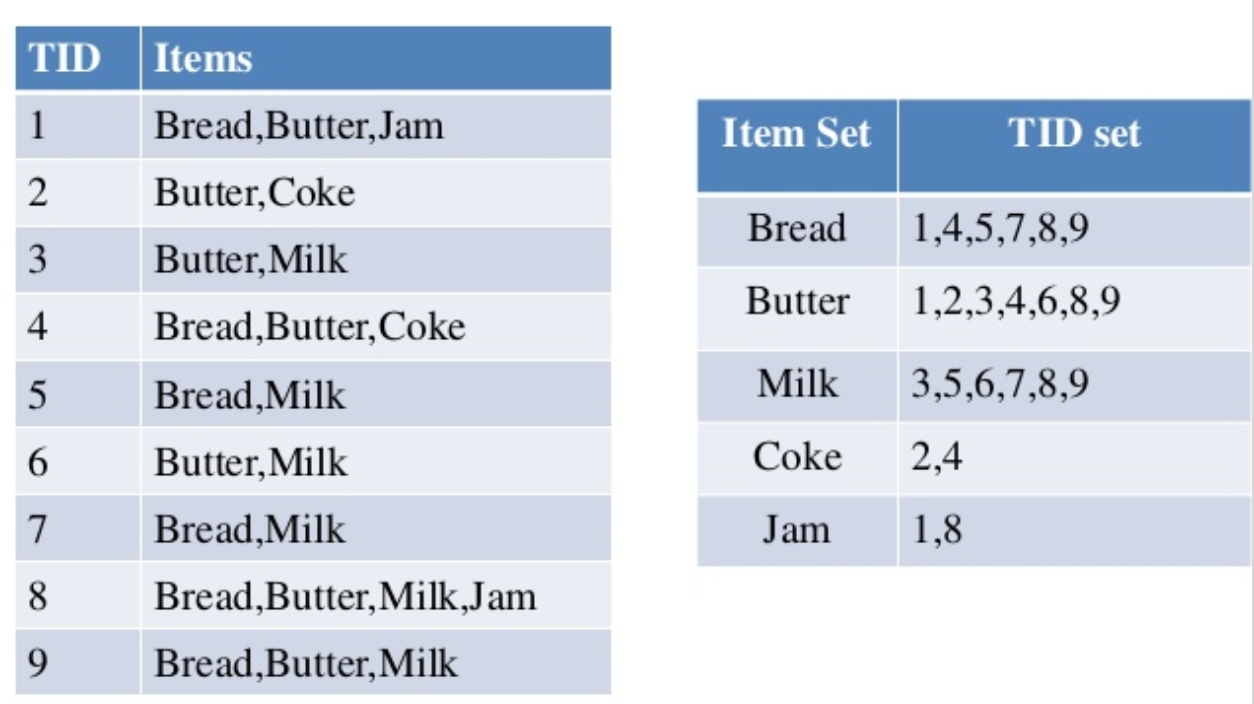 TID Items
1 Bread,Butter,Jam
2 Butter,Coke
3 Butter,Milk
4 Bread,Butter,Coke
5 Bread,Milk
6 Butter,Milk
7 Bread,Milk
8 Bread,Butter,Milk,Jam
9 Bread,Butter,Milk
Item Set TID set
Bread 1,4,5,7,8,9
Butter 1,2,3,4,6,8,9
Milk 3,5,6,7,8,9
Coke 2,4
Jam 1,8